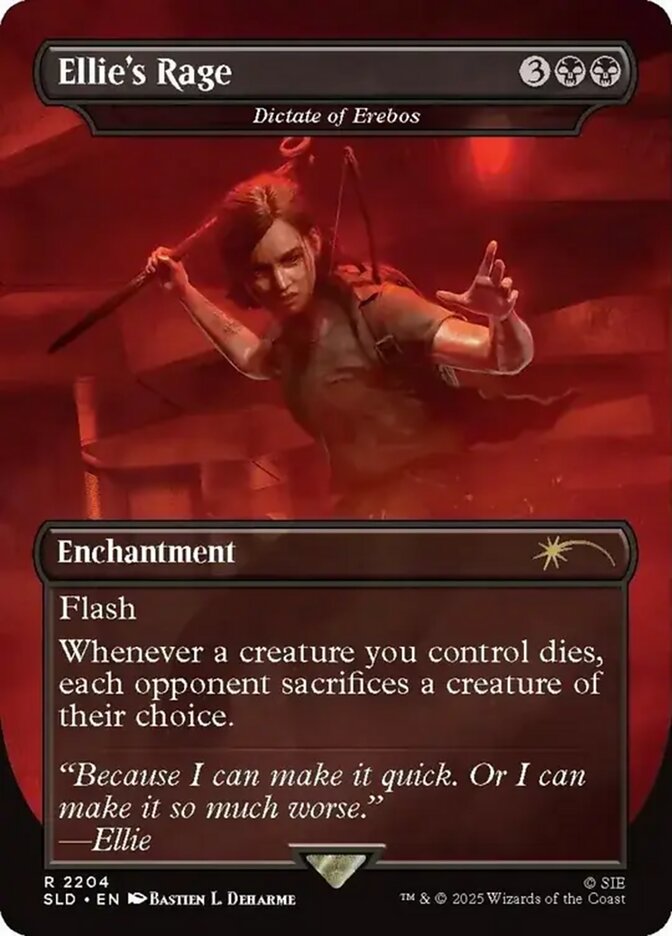 Ellie's Rage 3
Dictate of Erebos
Enchantment
Flash
Whenever a creature you control dies,
each opponent sacrifices a creature of
their choice.
“Because I can make it quick. Or I can
make it so much worse.”
—Ellie
R 2204
SLD • EN Bastien L. Deharme
© SIE
™ & © 2025 Wizards of the Coast